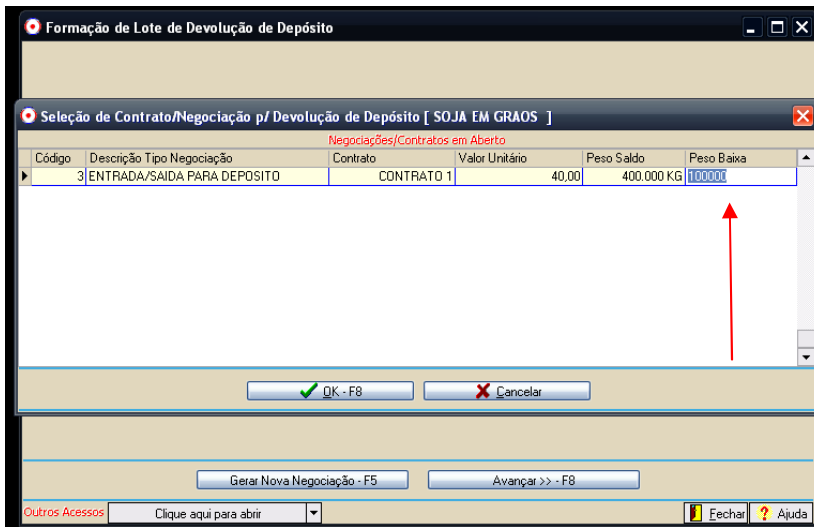 Formação de Lote de Devolução de Depósito
Seleção de Contrato/Negociação p/ Devolução de Depósito [ SOJA EM GRAOS ]
Negociações/Contratos em Aberto
Código Descrição Tipo Negociação Contrato Valor Unitário Peso Saldo Peso Baixa
3 ENTRADA/SAIDA PARA DEPOSITO CONTRATO 1 40,00 400.000 KG 100000
OK - F8 Cancelar
Gerar Nova Negociação - F5 Avançar >> - F8
Outros Acessos Clique aqui para abrir Fechar ? Ajuda